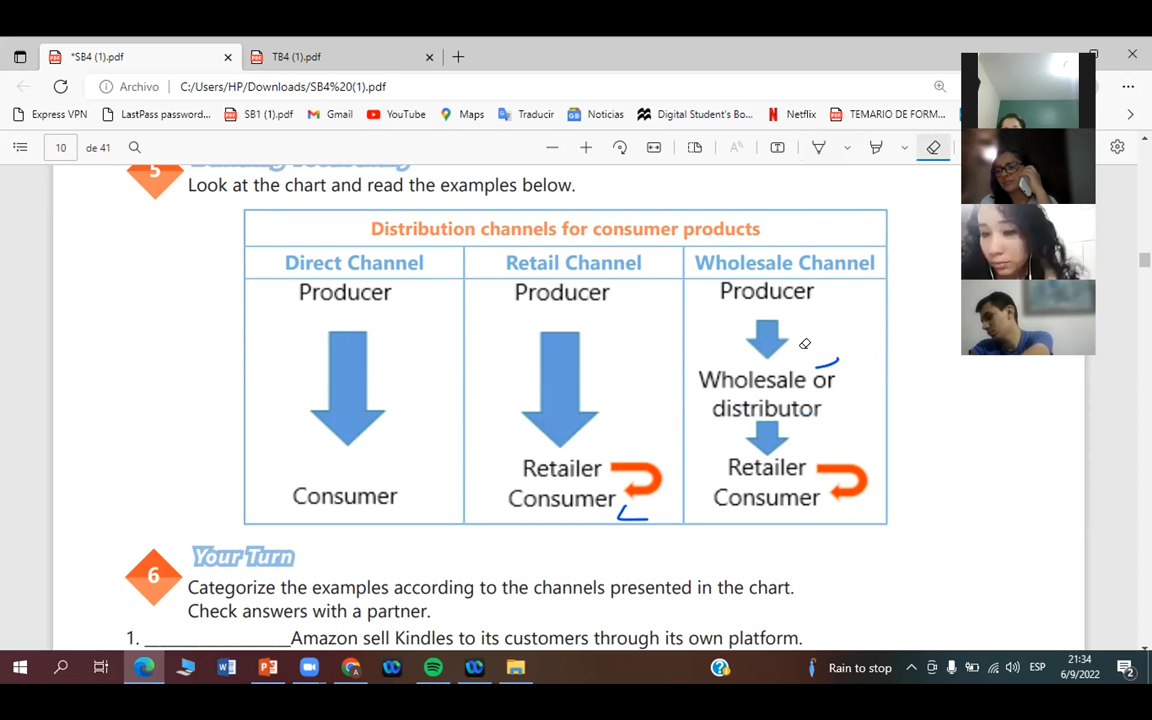 *SB4 (1).pdf
TB4 (1).pdf
Archivo
C:/Users/HP/Downloads/SB4%20(1).pdf
Express VPN
LastPass password...
SB1 (1).pdf
Gmail
YouTube
Maps
Traducir
Noticias
Digital Student's Bo...
Netflix
TEMARIO DE FORM...
10
de 41
5
Look at the chart and read the examples below.
Distribution channels for consumer products
Direct Channel
Retail Channel
Wholesale Channel
Producer
Producer
Producer
Wholesale or
distributor
Retailer
Retailer
Consumer
Consumer
Consumer
6
Your Turn
Categorize the examples according to the channels presented in the chart.
Check answers with a partner.
1. ________________Amazon sell Kindles to its customers through its own platform.
Rain to stop
ESP
21:34
6/9/2022
2